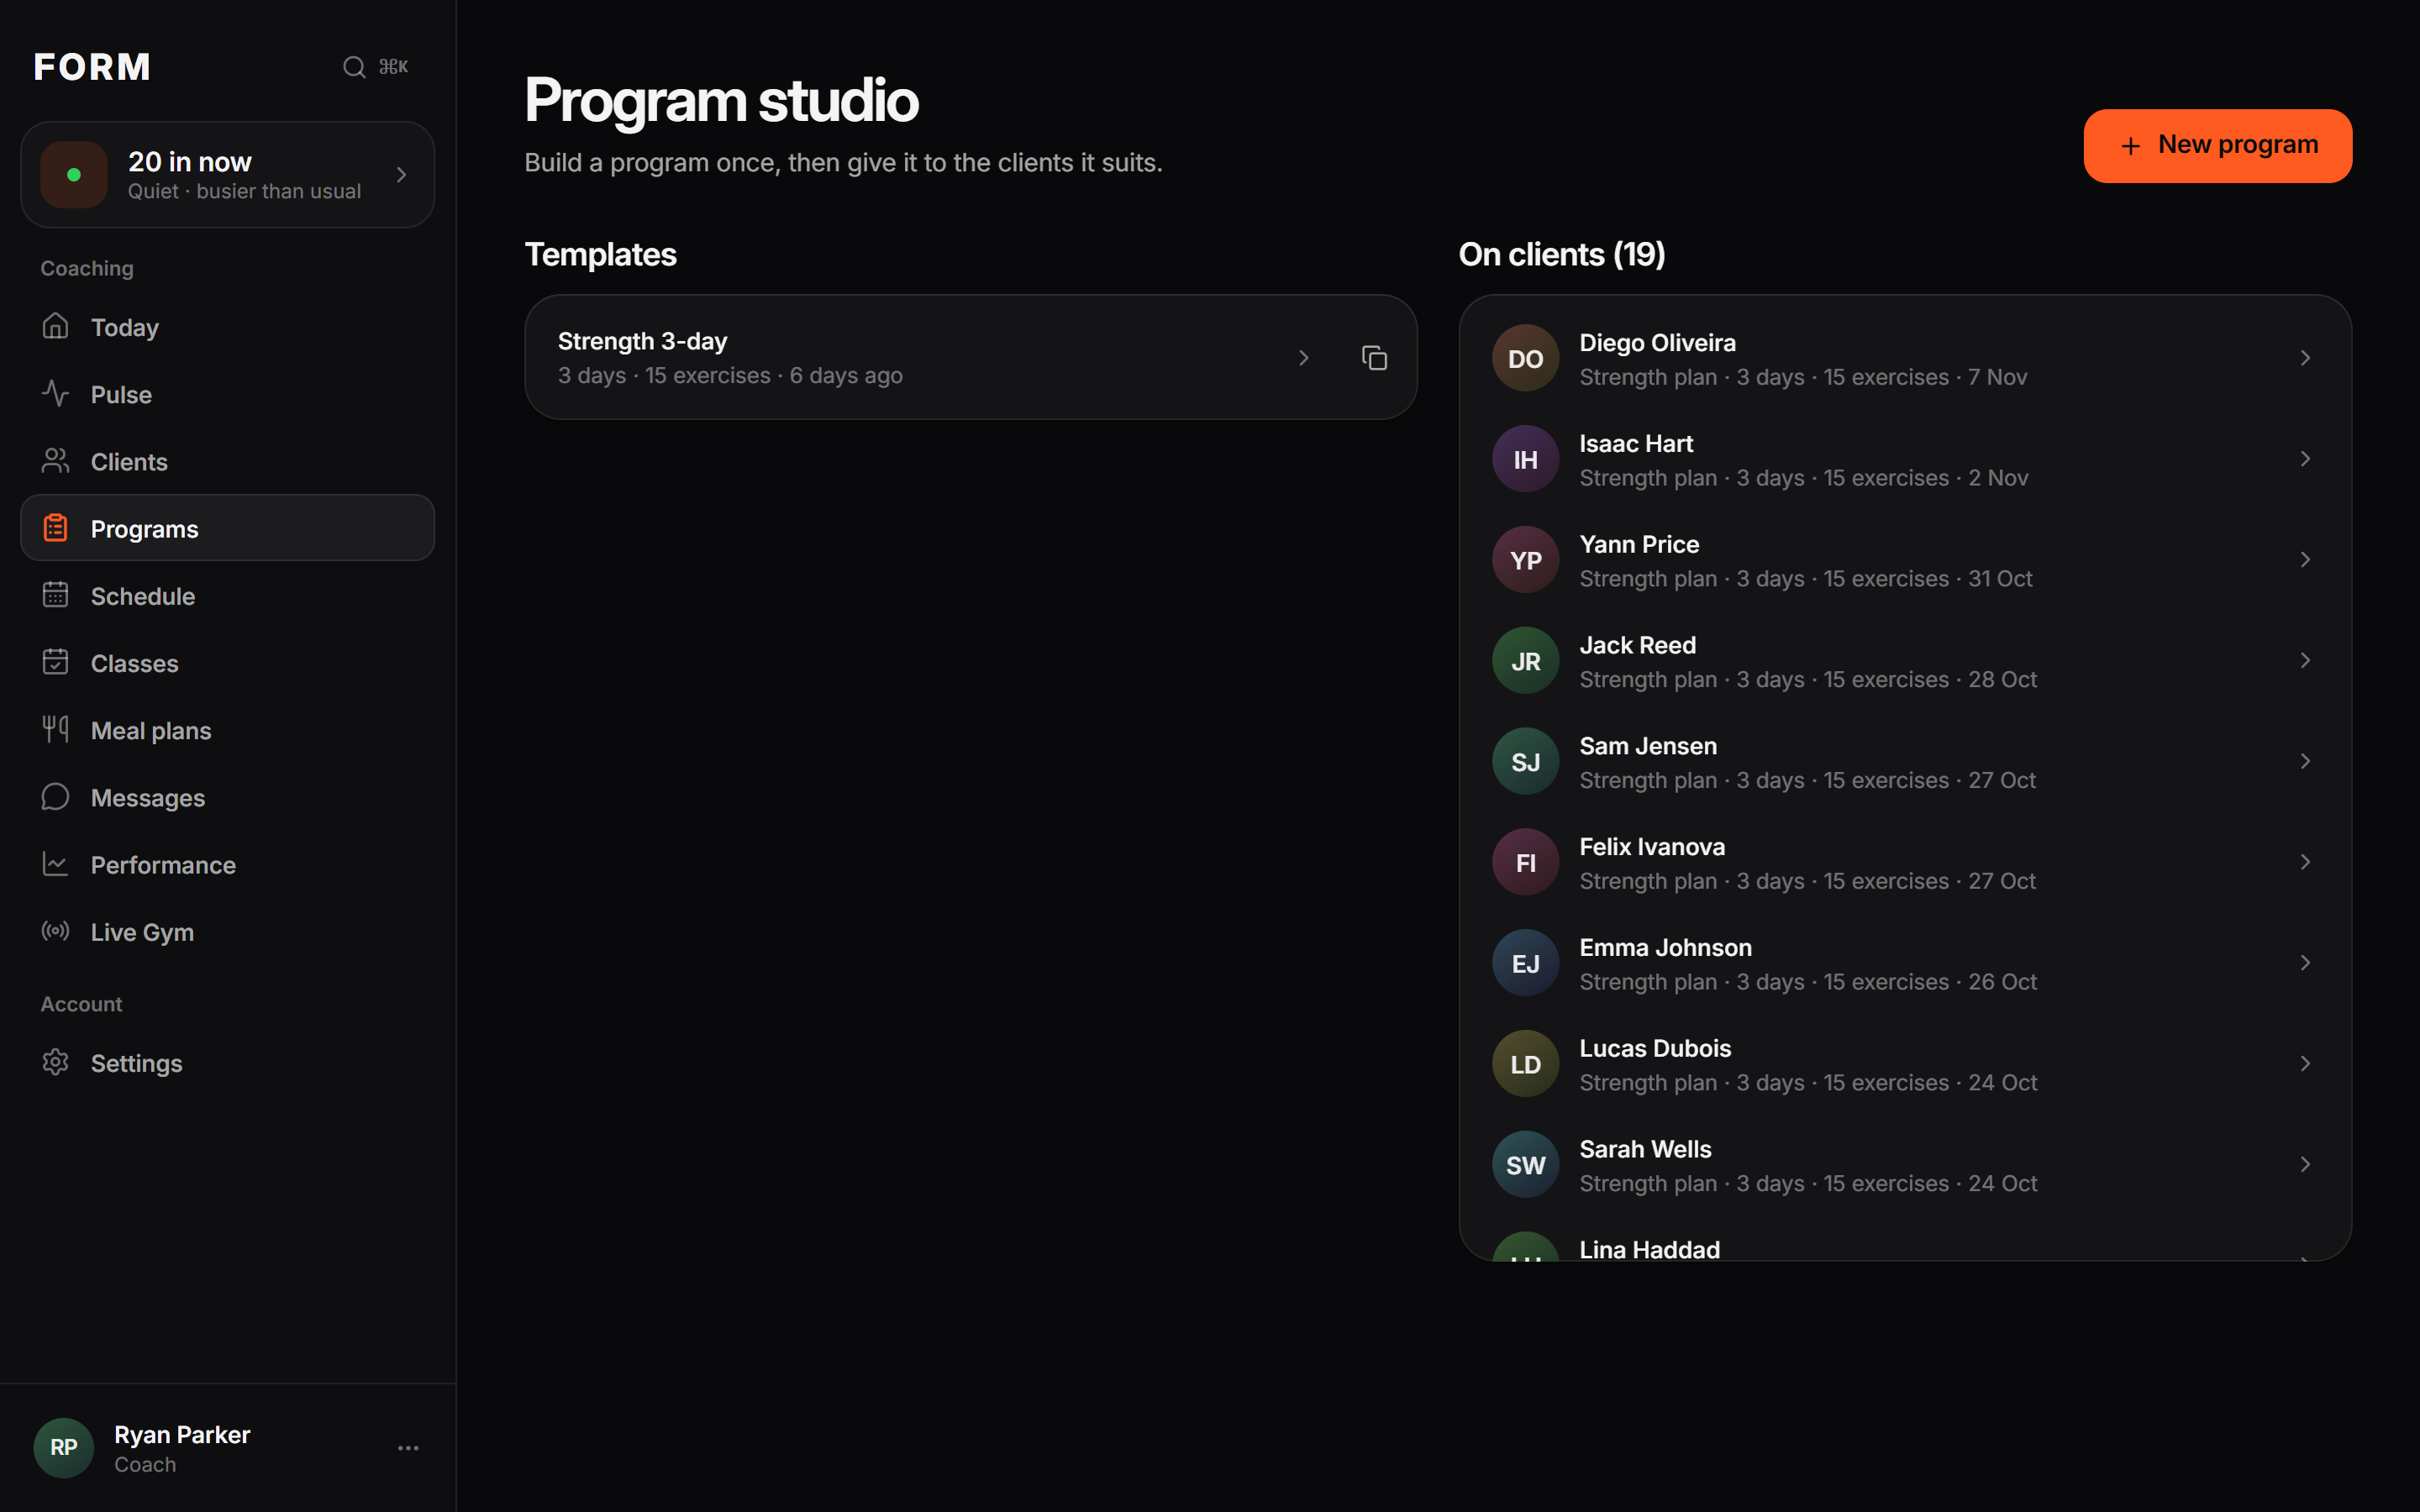 FORM
⌘K
20 in now
Quiet · busier than usual
Coaching
Today
Pulse
Clients
Programs
Schedule
Classes
Meal plans
Messages
Performance
Live Gym
Account
Settings
RP
Ryan Parker
Coach
Program studio
Build a program once, then give it to the clients it suits.
New program
Templates
Strength 3-day
3 days · 15 exercises · 6 days ago
On clients (19)
DO
Diego Oliveira
Strength plan · 3 days · 15 exercises · 7 Nov
IH
Isaac Hart
Strength plan · 3 days · 15 exercises · 2 Nov
YP
Yann Price
Strength plan · 3 days · 15 exercises · 31 Oct
JR
Jack Reed
Strength plan · 3 days · 15 exercises · 28 Oct
SJ
Sam Jensen
Strength plan · 3 days · 15 exercises · 27 Oct
FI
Felix Ivanova
Strength plan · 3 days · 15 exercises · 27 Oct
EJ
Emma Johnson
Strength plan · 3 days · 15 exercises · 26 Oct
LD
Lucas Dubois
Strength plan · 3 days · 15 exercises · 24 Oct
SW
Sarah Wells
Strength plan · 3 days · 15 exercises · 24 Oct
Lina Haddad